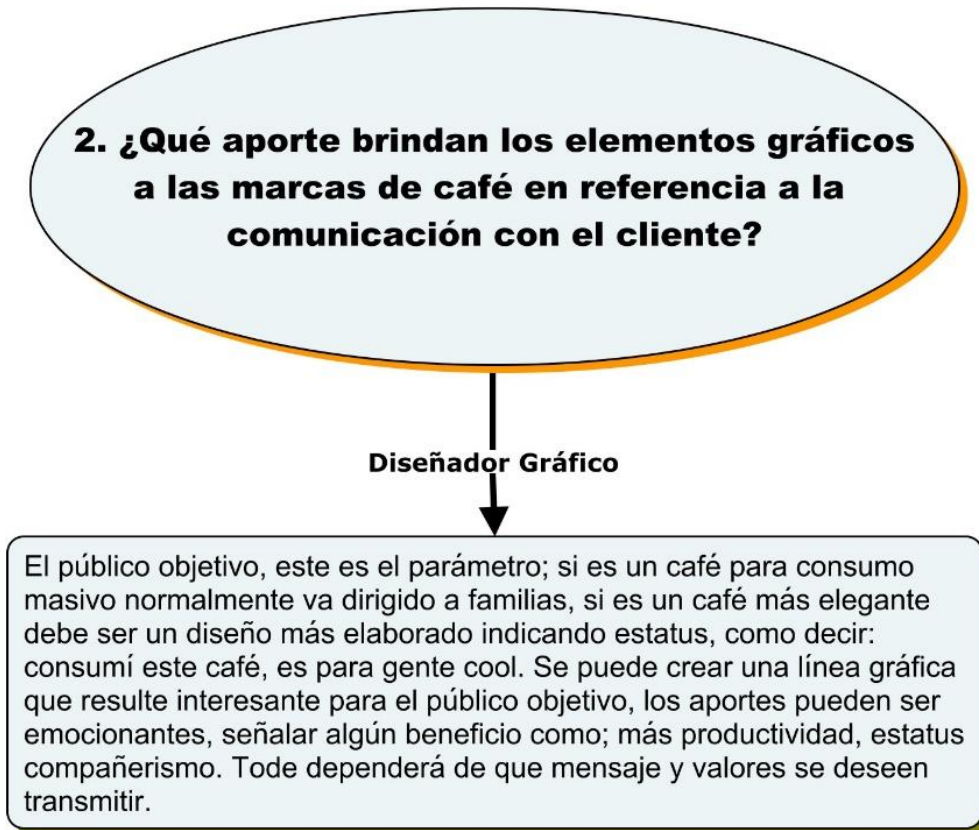 2. ¿Qué aporte brindan los elementos gráficos
a las marcas de café en referencia a la
comunicación con el cliente?
Diseñador Gráfico
El público objetivo, este es el parámetro; si es un café para consumo
masivo normalmente va dirigido a familias, si es un café más elegante
debe ser un diseño más elaborado indicando estatus, como decir:
consumí este café, es para gente cool. Se puede crear una línea gráfica
que resulte interesante para el público objetivo, los aportes pueden ser
emocionantes, señalar algún beneficio como; más productividad, estatus
compañerismo. Tode dependerá de que mensaje y valores se deseen
transmitir.